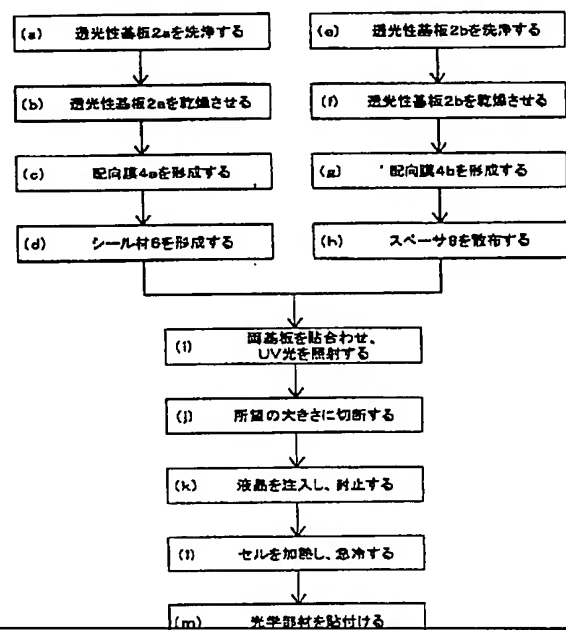 (a) 透光性基板2aを洗浄する
(b) 透光性基板2aを乾燥させる
(c) 配向膜4aを形成する
(d) シール材6を形成する
(e) 透光性基板2bを洗浄する
(f) 透光性基板2bを乾燥させる
(g) 配向膜4bを形成する
(h) スペーサ8を散布する
(i) 両基板を貼合わせ、
UV光を照射する
(j) 所望の大きさに切断する
(k) 液晶を注入し、封止する
(l) セルを加熱し、急冷する
(m) 光学部材を貼付ける